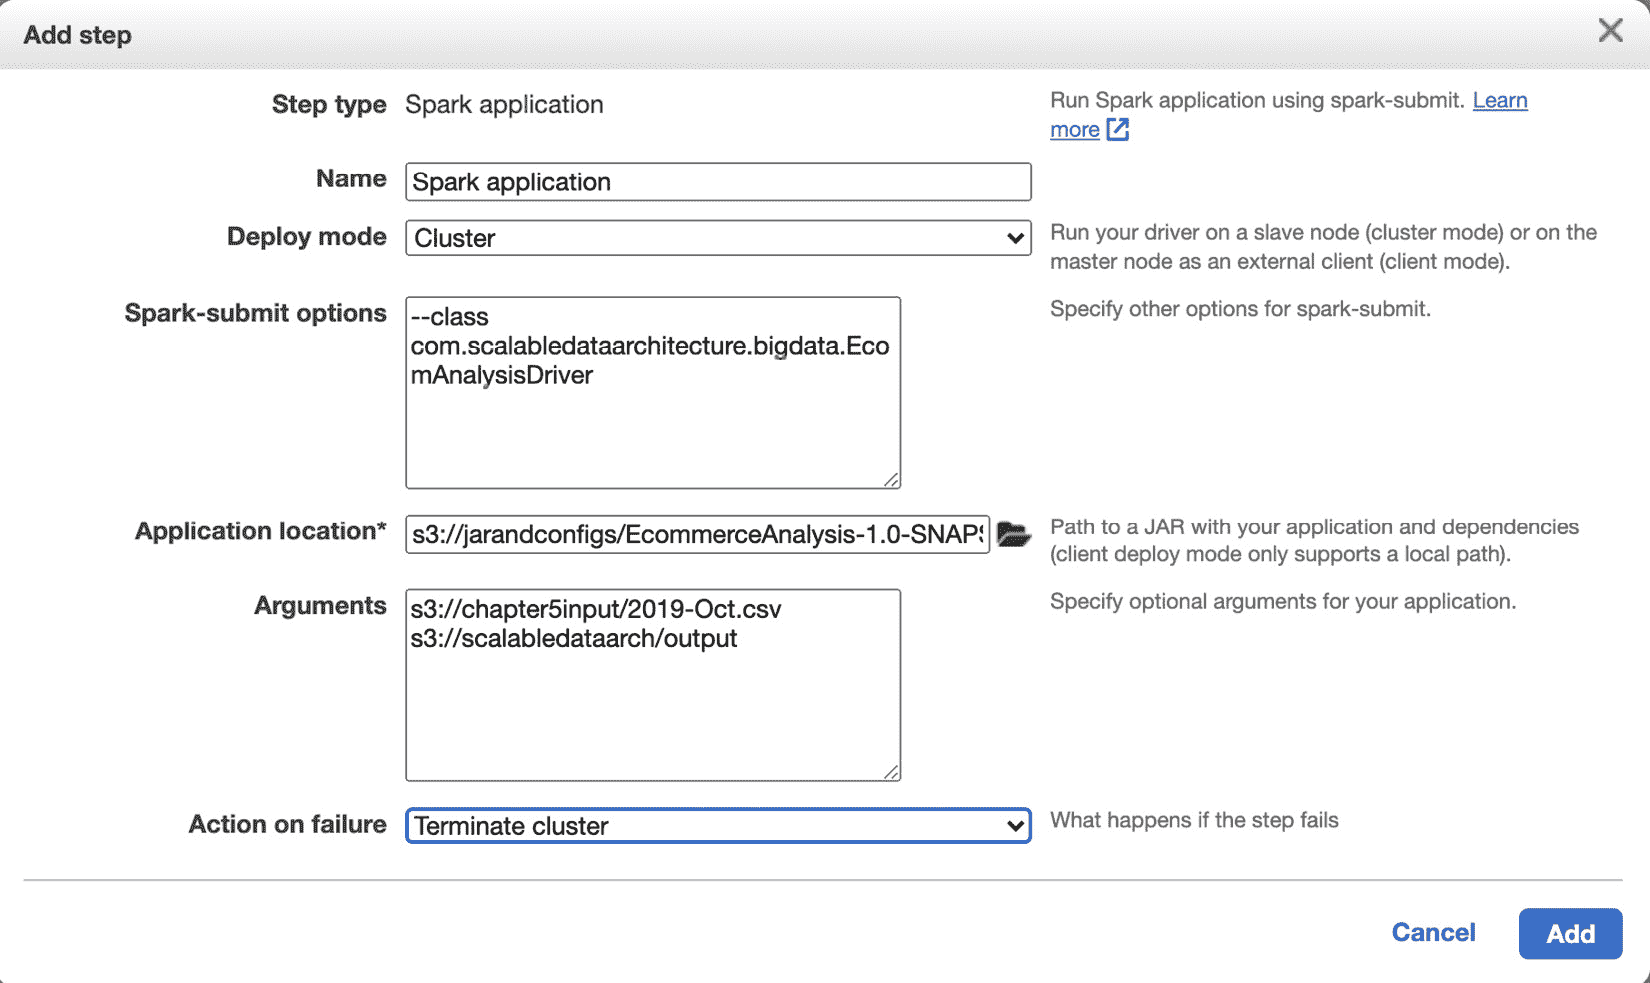 Add step
Step type Spark application
Run Spark application using spark-submit. Learn
more
Name Spark application
Deploy mode Cluster
Run your driver on a slave node (cluster mode) or on the
master node as an external client (client mode).
Spark-submit options
--class
com.scalabledataarchitecture.bigdata.Eco
mAnalysisDriver
Specify other options for spark-submit.
Application location*
s3://jarandconfigs/EcommerceAnalysis-1.0-SNAPS
Path to a JAR with your application and dependencies
(client deploy mode only supports a local path).
Arguments
s3://chapter5input/2019-Oct.csv
s3://scalabledataarch/output
Specify optional arguments for your application.
Action on failure Terminate cluster
What happens if the step fails
Cancel Add